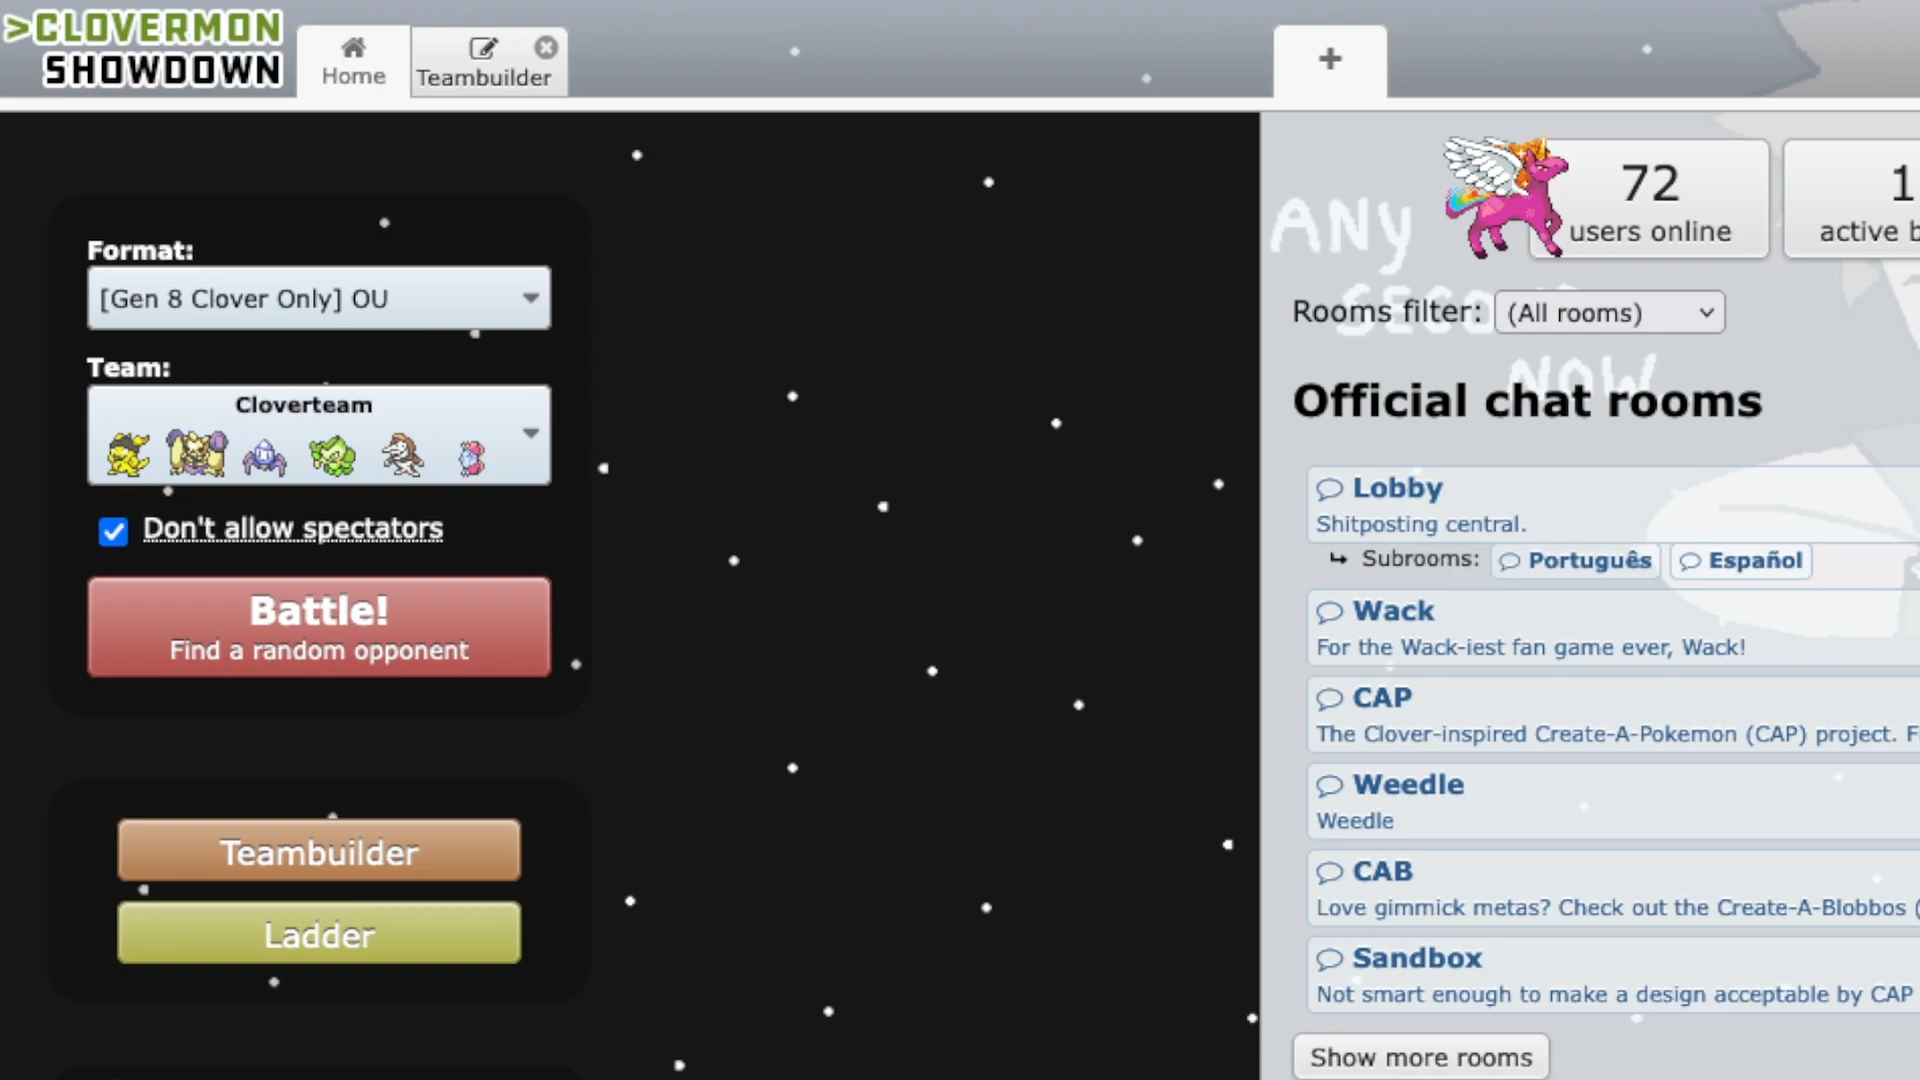 >CLOVERMON
SHOWDOWN
Home
Teambuilder
+
Format:
[Gen 8 Clover Only] OU
Team:
Cloverteam
Don't allow spectators
Battle!
Find a random opponent
Teambuilder
Ladder
72
users online
1
active b
ANy
SECO
NOW
Rooms filter:
(All rooms)
Official chat rooms
Lobby
Shitposting central.
↳ Subrooms: Português Español
Wack
For the Wack-iest fan game ever, Wack!
CAP
The Clover-inspired Create-A-Pokemon (CAP) project. F
Weedle
Weedle
CAB
Love gimmick metas? Check out the Create-A-Blobbos (
Sandbox
Not smart enough to make a design acceptable by CAP
Show more rooms